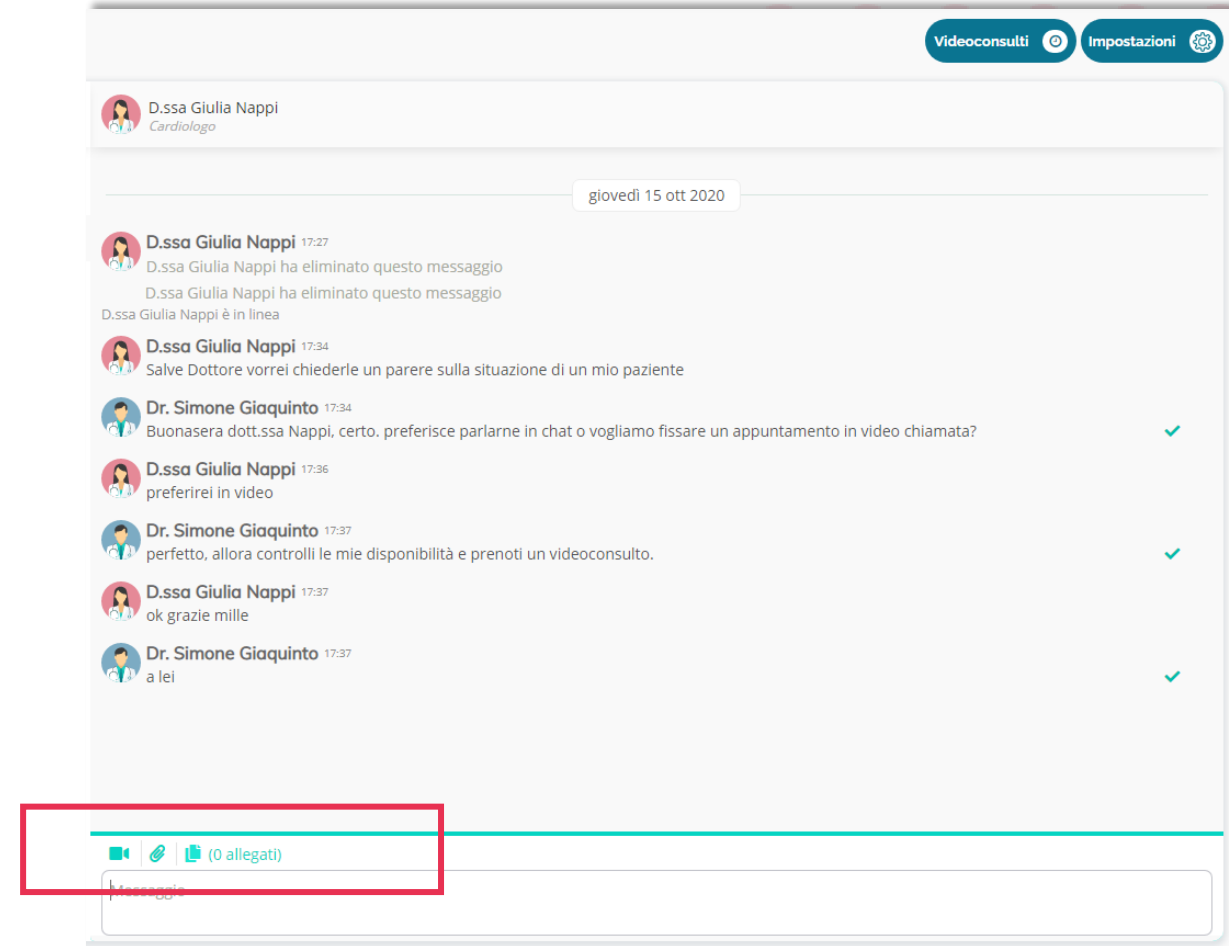 Videoconsulti
Impostazioni
D.ssa Giulia Nappi
Cardiologo
giovedì 15 ott 2020
D.ssa Giulia Nappi 17:27
D.ssa Giulia Nappi ha eliminato questo messaggio
D.ssa Giulia Nappi ha eliminato questo messaggio
D.ssa Giulia Nappi è in linea
D.ssa Giulia Nappi 17:34
Salve Dottore vorrei chiederle un parere sulla situazione di un mio paziente
Dr. Simone Giaquinto 17:34
Buonasera dott.ssa Nappi, certo. preferisce parlarne in chat o vogliamo fissare un appuntamento in video chiamata?
D.ssa Giulia Nappi 17:36
preferirei in video
Dr. Simone Giaquinto 17:37
perfetto, allora controlli le mie disponibilità e prenoti un videoconsulto.
D.ssa Giulia Nappi 17:37
ok grazie mille
Dr. Simone Giaquinto 17:37
a lei
(0 allegati)
Messaggio